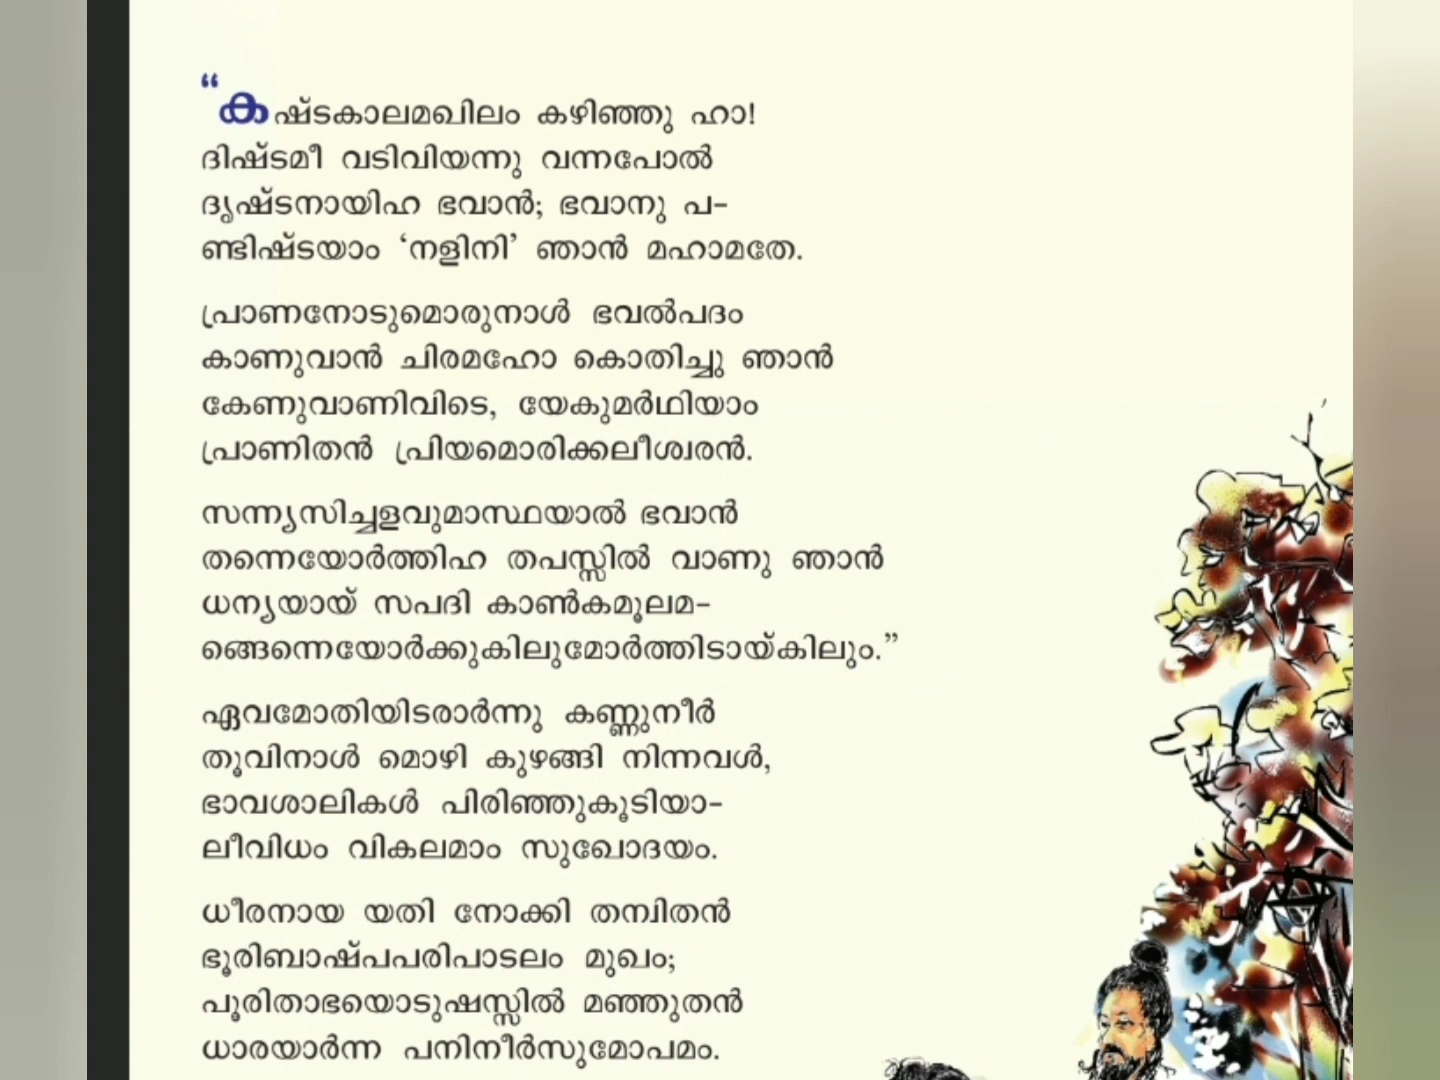 “കഷ്ടകാലമഖിലം കഴിഞ്ഞു ഹാ!
ദിഷ്ടമീ വടിവിയന്നു വന്നപോൽ
ദൃഷ്ടനായിഹ ഭവാൻ; ഭവാനു പ-
ണ്ടിഷ്ടയാം ‘നളിനി’ ഞാൻ മഹാമതേ.
പ്രാണനോടുമൊരുനാൾ ഭവൽപദം
കാണുവാൻ ചിരമഹോ കൊതിച്ചു ഞാൻ
കേണുവാണിവിടെ, യേകുമർഥിയാം
പ്രാണിതൻ പ്രിയമൊരിക്കലീശ്വരൻ.
സന്ന്യസിച്ചളവുമാസ്ഥയാൽ ഭവാൻ
തന്നെയോർത്തിഹ തപസ്സിൽ വാണു ഞാൻ
ധന്യയായ് സപദി കാൺകമൂലമ-
ങ്ങെന്നെയോർക്കുകിലുമോർത്തിടായ്കിലും.”
ഏവമോതിയിടരാർന്നു കണ്ണുനീർ
തൂവിനാൾ മൊഴി കുഴങ്ങി നിന്നവൾ,
ഭാവശാലികൾ പിരിഞ്ഞുകൂടിയാ-
ലീവിധം വികലമാം സുഖോദയം.
ധീരനായ യതി നോക്കി തന്വിതൻ
ഭൂരിബാഷ്പപരിപാടലം മുഖം;
പൂരിതാഭയൊടുഷസ്സിൽ മഞ്ഞുതൻ
ധാരയാർന്ന പനിനീർസുമോപമം.